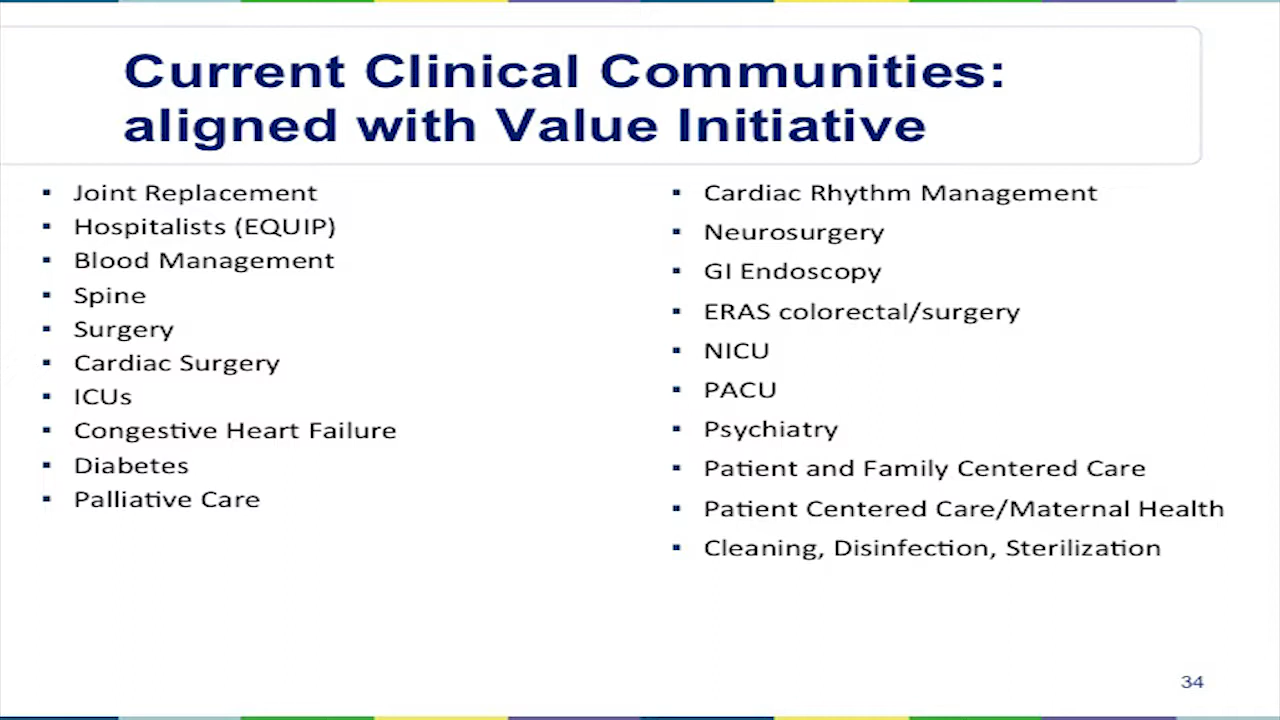 Current Clinical Communities:
aligned with Value Initiative
▪ Joint Replacement
▪ Hospitalists (EQUIP)
▪ Blood Management
▪ Spine
▪ Surgery
▪ Cardiac Surgery
▪ ICUs
▪ Congestive Heart Failure
▪ Diabetes
▪ Palliative Care
▪ Cardiac Rhythm Management
▪ Neurosurgery
▪ GI Endoscopy
▪ ERAS colorectal/surgery
▪ NICU
▪ PACU
▪ Psychiatry
▪ Patient and Family Centered Care
▪ Patient Centered Care/Maternal Health
▪ Cleaning, Disinfection, Sterilization
34